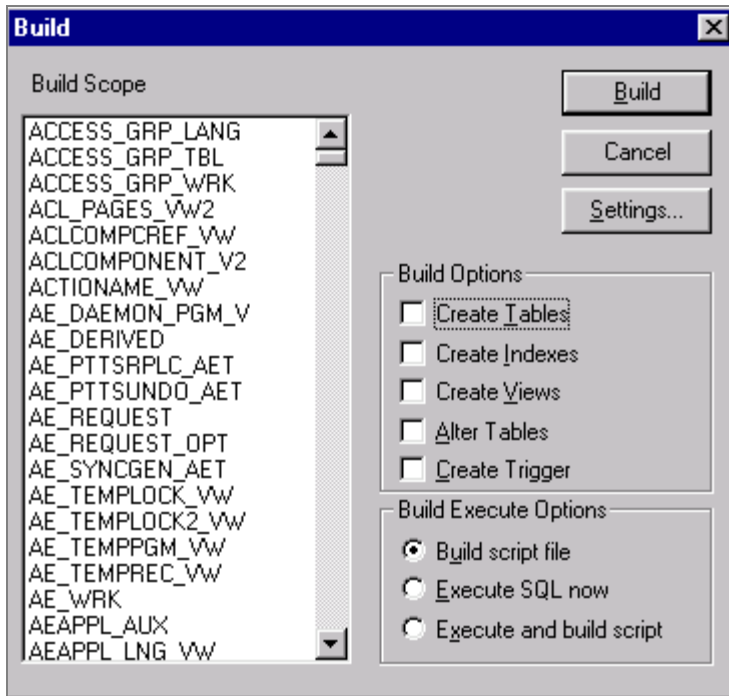 Build
Build Scope
ACCESS_GRP_LANG
ACCESS_GRP_TBL
ACCESS_GRP_WRK
ACL_PAGES_VW2
ACLCOMPCREF_VW
ACLCOMPONENT_V2
ACTIONAME_VW
AE_DAEMON_PGM_V
AE_DERIVED
AE_PTTSRPLC_AET
AE_PTTSUNDO_AET
AE_REQUEST
AE_REQUEST_OPT
AE_SYNCGEN_AET
AE_TEMPLOCK_VW
AE_TEMPLOCK2_VW
AE_TEMPPGM_VW
AE_TEMPREC_VW
AE_WRK
AEAPPL_AUX
AEAPPL_LNG_VW
Build
Cancel
Settings...
Build Options
Create Tables
Create Indexes
Create Views
Alter Tables
Create Trigger
Build Execute Options
Build script file
Execute SQL now
Execute and build script